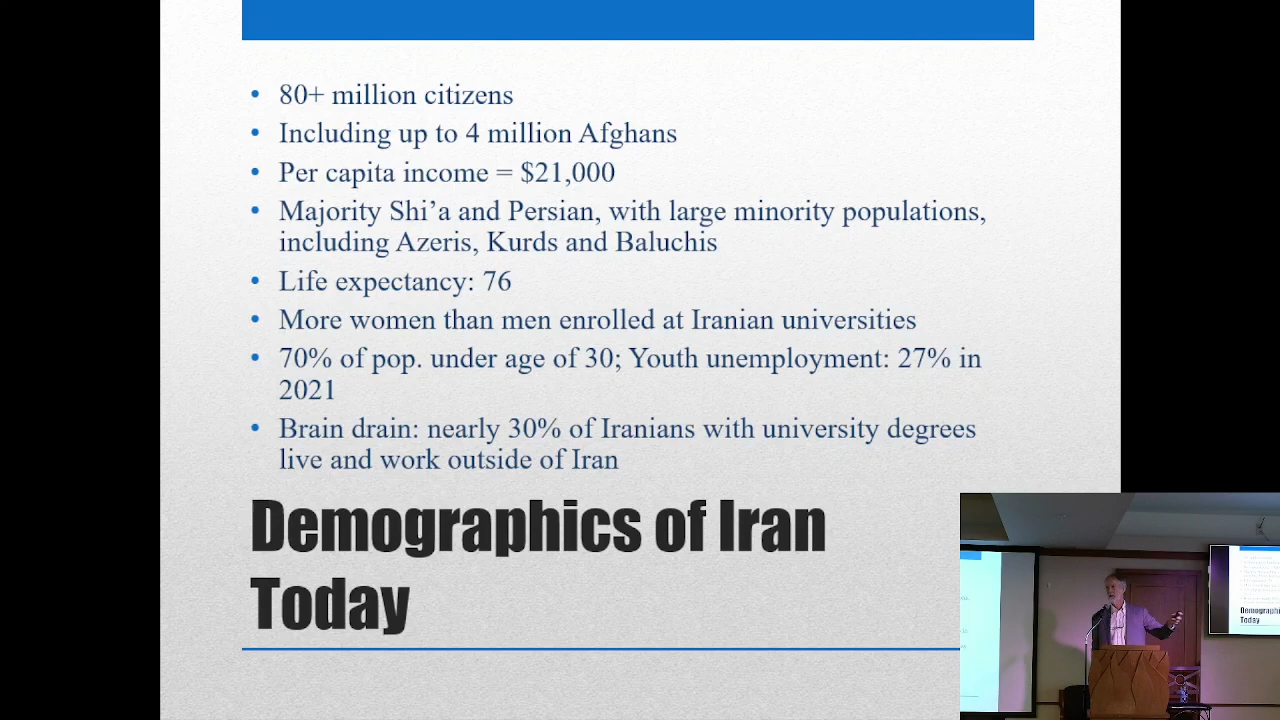 80+ million citizens
Including up to 4 million Afghans
Per capita income = $21,000
Majority Shi’a and Persian, with large minority populations,
including Azeris, Kurds and Baluchis
Life expectancy: 76
More women than men enrolled at Iranian universities
70% of pop. under age of 30; Youth unemployment: 27% in
2021
Brain drain: nearly 30% of Iranians with university degrees
live and work outside of Iran
Demographics of Iran
Today
Demographi
Today